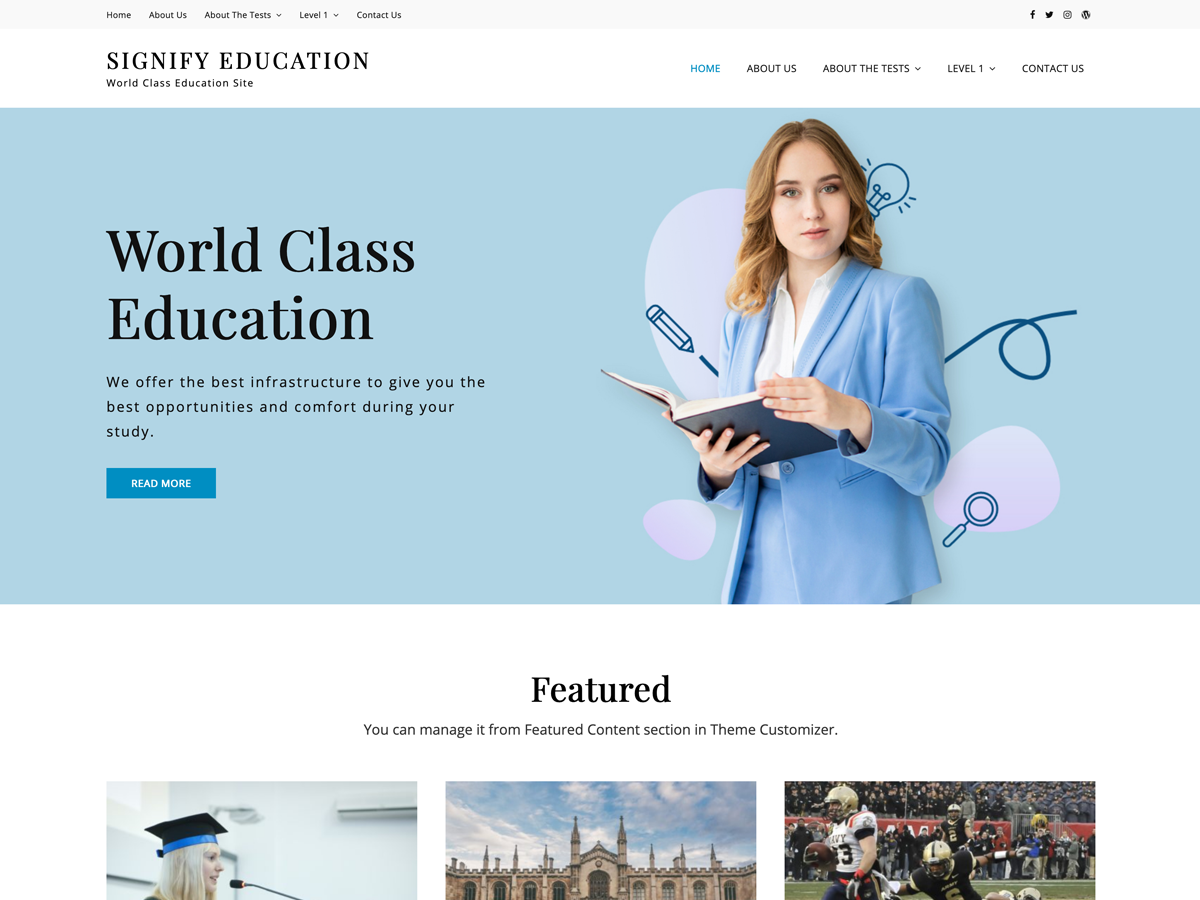 Home About Us About The Tests Level 1 Contact Us
SIGNIFY EDUCATION
World Class Education Site
HOME ABOUT US ABOUT THE TESTS LEVEL 1 CONTACT US
World Class
Education
We offer the best infrastructure to give you the
best opportunities and comfort during your
study.
READ MORE
Featured
You can manage it from Featured Content section in Theme Customizer.
ARMY